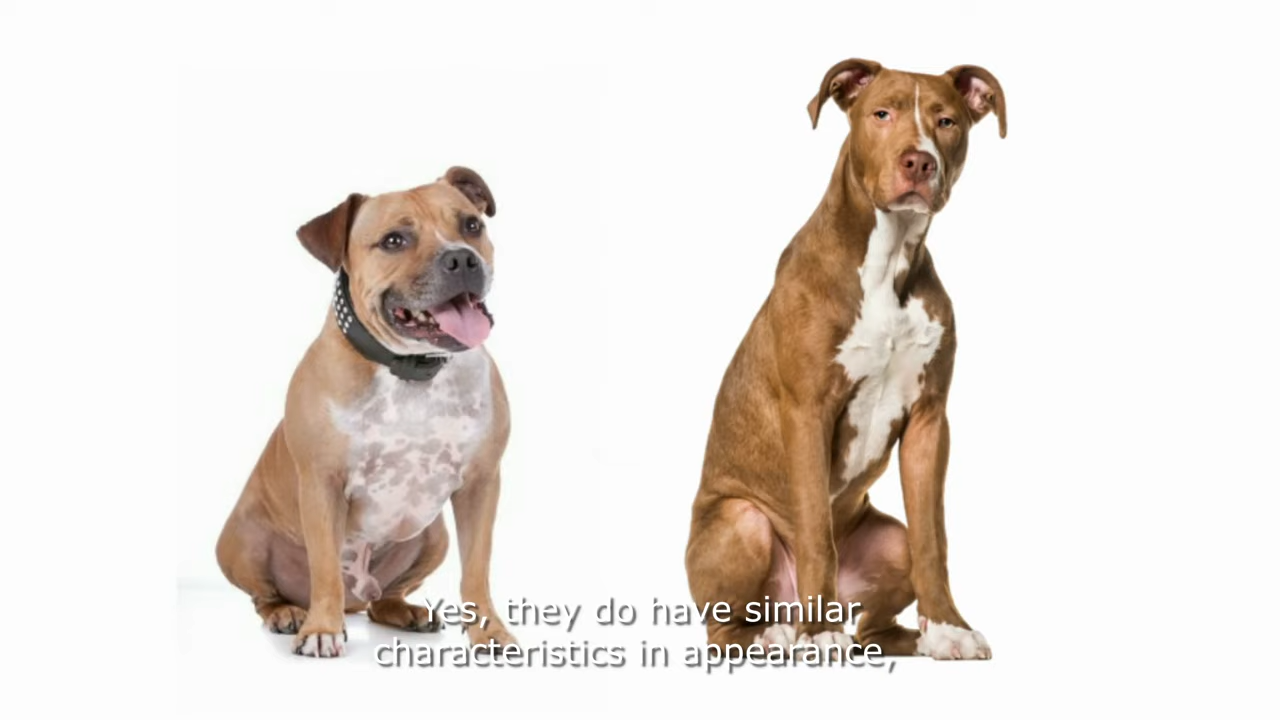 Yes, they do have similar
characteristics in appearance,